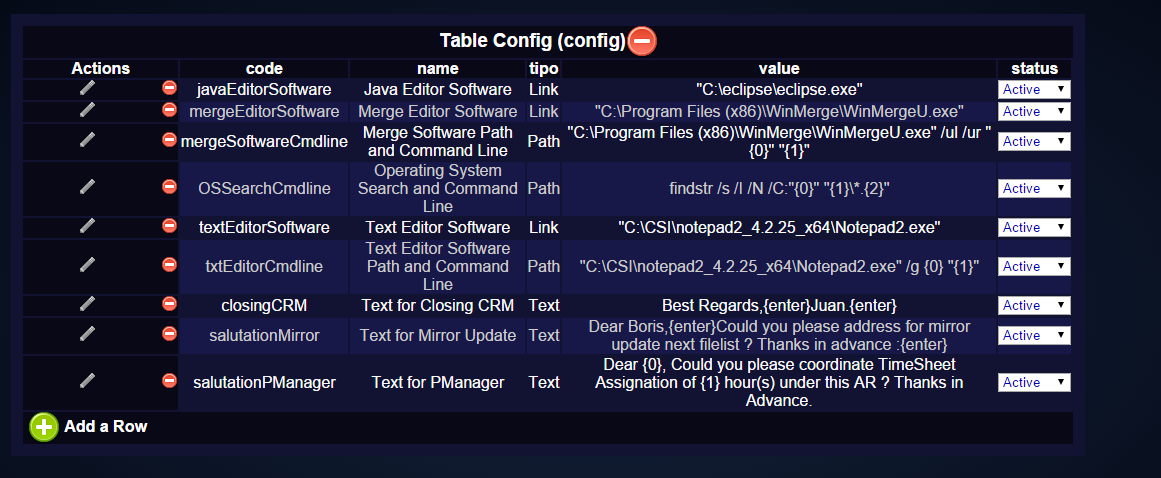 Table Config (config)
Actions code name tipo value status
javaEditorSoftware Java Editor Software Link "C:\eclipse\eclipse.exe" Active
mergeEditorSoftware Merge Editor Software Link "C:\Program Files (x86)\WinMerge\WinMergeU.exe" Active
mergeSoftwareCmdline Merge Software Path
and Command Line Path "C:\Program Files (x86)\WinMerge\WinMergeU.exe" /ul /ur "
{0}" "{1}" Active
OSSearchCmdline Operating System
Search and Command
Line Path findstr /s /I /N /C:"{0}" "{1}\*.{2}" Active
textEditorSoftware Text Editor Software Link "C:\CSI\notepad2_4.2.25_x64\Notepad2.exe" Active
txtEditorCmdline Text Editor Software
Path and Command
Line Path "C:\CSI\notepad2_4.2.25_x64\Notepad2.exe" /g {0} "{1}" Active
closingCRM Text for Closing CRM Text Best Regards,{enter}Juan.{enter} Active
salutationMirror Text for Mirror Update Text Dear Boris,{enter}Could you please address for mirror
update next filelist ? Thanks in advance :{enter} Active
salutationPManager Text for PManager Text Dear {0}, Could you please coordinate TimeSheet
Assignation of {1} hour(s) under this AR ? Thanks in
Advance. Active
Add a Row